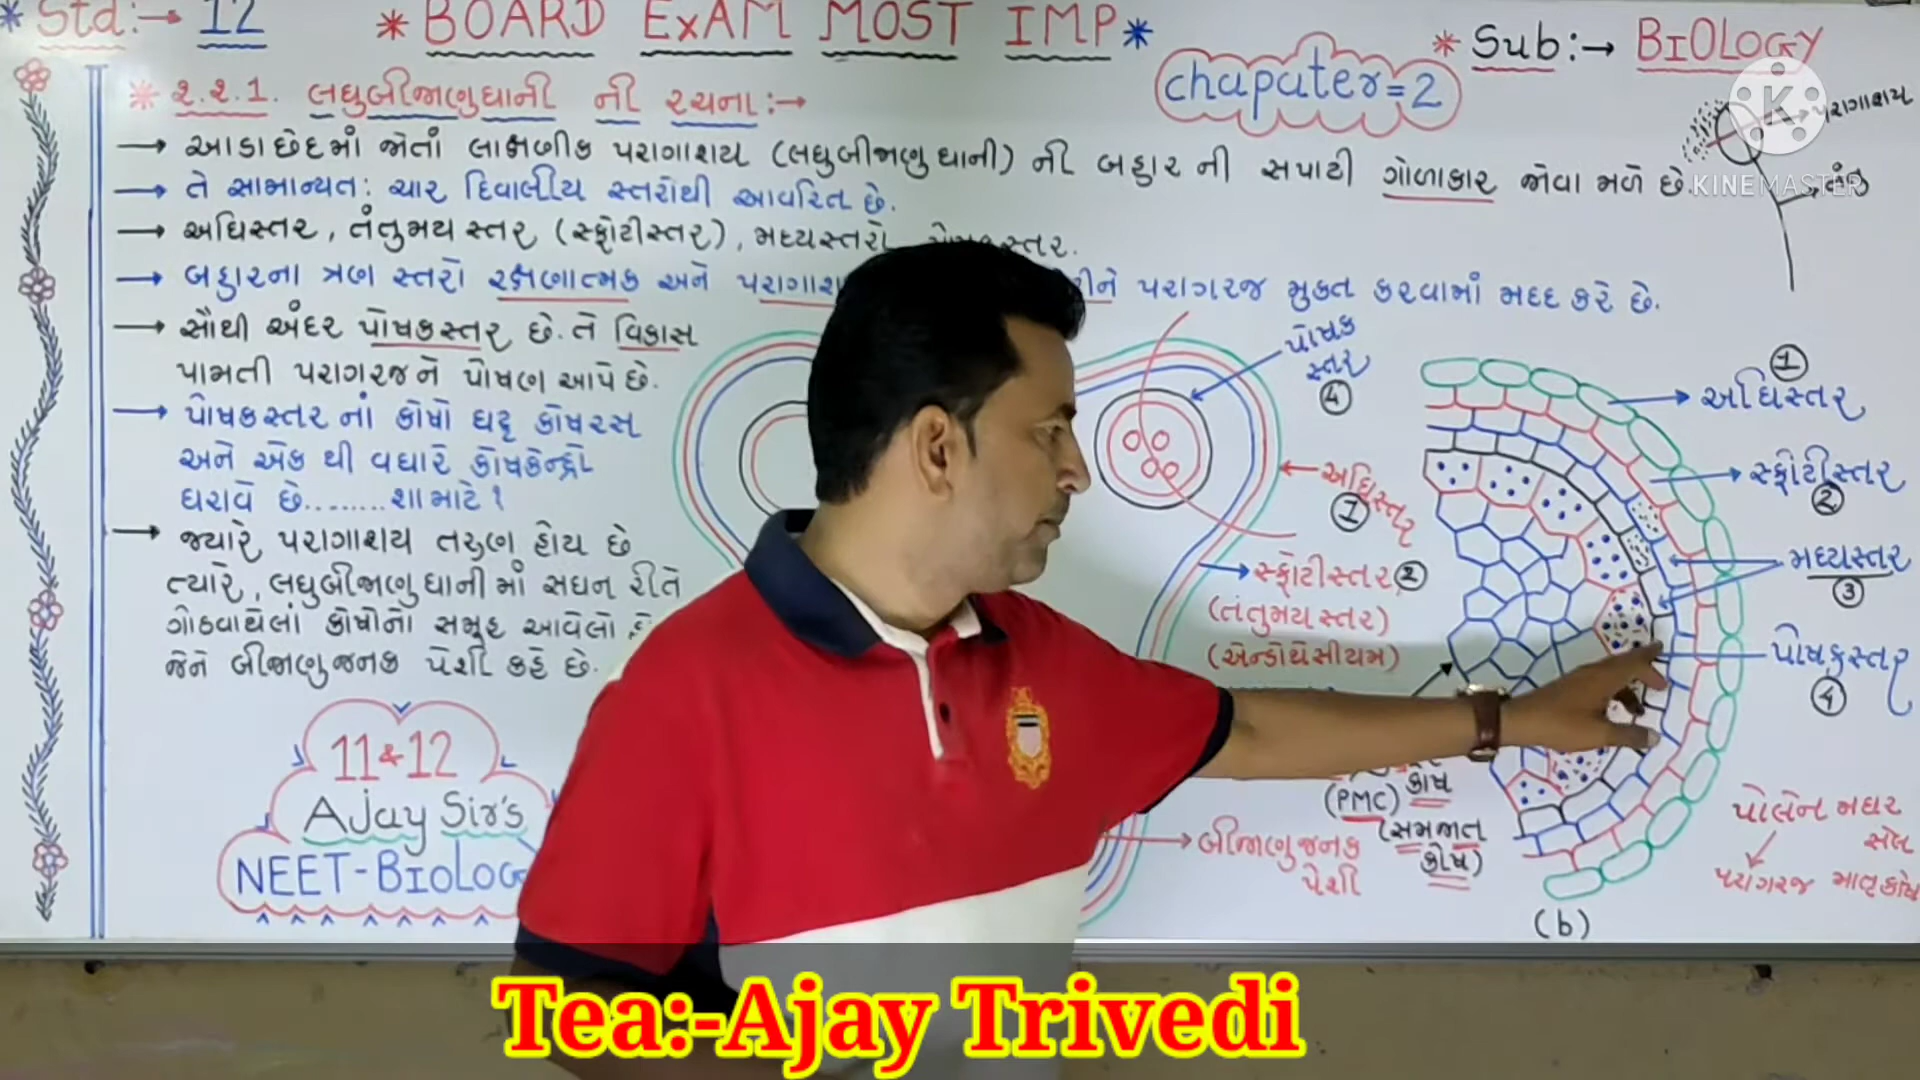 * Std:→ 12 * BOARD ExAM MOST IMP * * Sub:→ BIOLOGY
chapater=2
* ૨.૨.1. લઘુબીજાણુધાની ની રચના:→
→ આડા છેદમાં જોતાં લાક્ષણીક પરાગાશય (લઘુબીજાણુ ધાની) ની બહાર ની સપાટી ગોળાકાર જોવા મળે છે.
→ તે સામાન્યત: ચાર દિવાલીય સ્તરોથી આવરિત છે.
→ અધિસ્તર, તંતુમય સ્તર (સ્ફોટીસ્તર), મધ્યસ્તરો સ્તર.
→ બહારના ત્રણ સ્તરો રક્ષણાત્મક અને પરાગરજ મુક્ત કરવામાં મદદ કરે છે.
→ સૌથી અંદર પોષકસ્તર છે. તે વિકાસ
પામતી પરાગરજને પોષણ આપે છે.
→ પોષકસ્તર નાં કોષો ઘટ્ટ કોષરસ
અને એક થી વધારે કોષકેન્દ્રો
ધરાવે છે........શા માટે?
→ જ્યારે પરાગાશય તરુણ હોય છે
ત્યારે, લઘુબીજાણુ ધાનીમાં સઘન રીતે
ગોઠવાયેલાં કોષોનો સમૂહ આવેલો
જેને બીજાણુજનક પેશી કહે છે.
11 & 12
Ajay Sir's
NEET-BIOLOG
પરાગાશય
KINEMASTER
K
પોષક
સ્તર
4
← અધિસ્તર
1
→ સ્ફોટીસ્તર 2
(તંતુમય સ્તર)
(એન્ડોથેસીયમ)
કોષ
(PMC)
(સમજાત
કોષ)
→ બીજાણુજનક
પેશી
1
→ અધિસ્તર
→ સ્ફોટીસ્તર
2
મધ્યસ્તર
3
પોષકસ્તર
4
પોલેન મધર
સેલ
પરાગરજ માતૃકોષ
(b)
Tea:-Ajay Trivedi